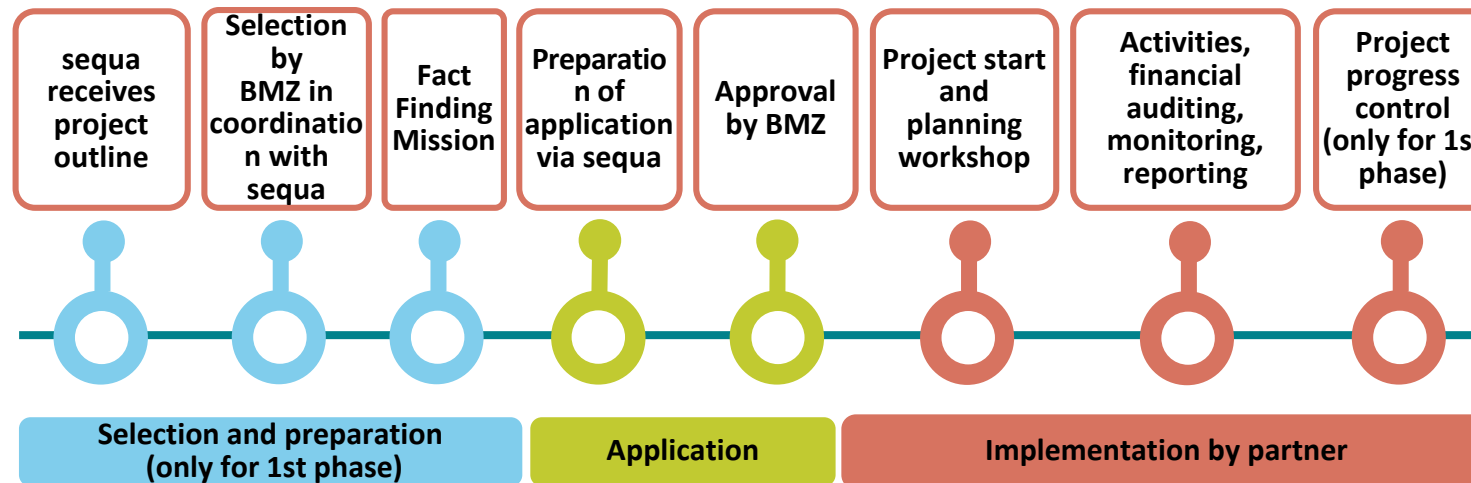 sequa
receives
project
outline
Selection
by
BMZ in
coordinatio
n with
sequa
Fact
Finding
Mission
Preparatio
n of
application
via sequa
Approval
by BMZ
Project start
and
planning
workshop
Activities,
financial
auditing,
monitoring,
reporting
Project
progress
control
(only for 1st
phase)
Selection and preparation
(only for 1st phase)
Application
Implementation by partner